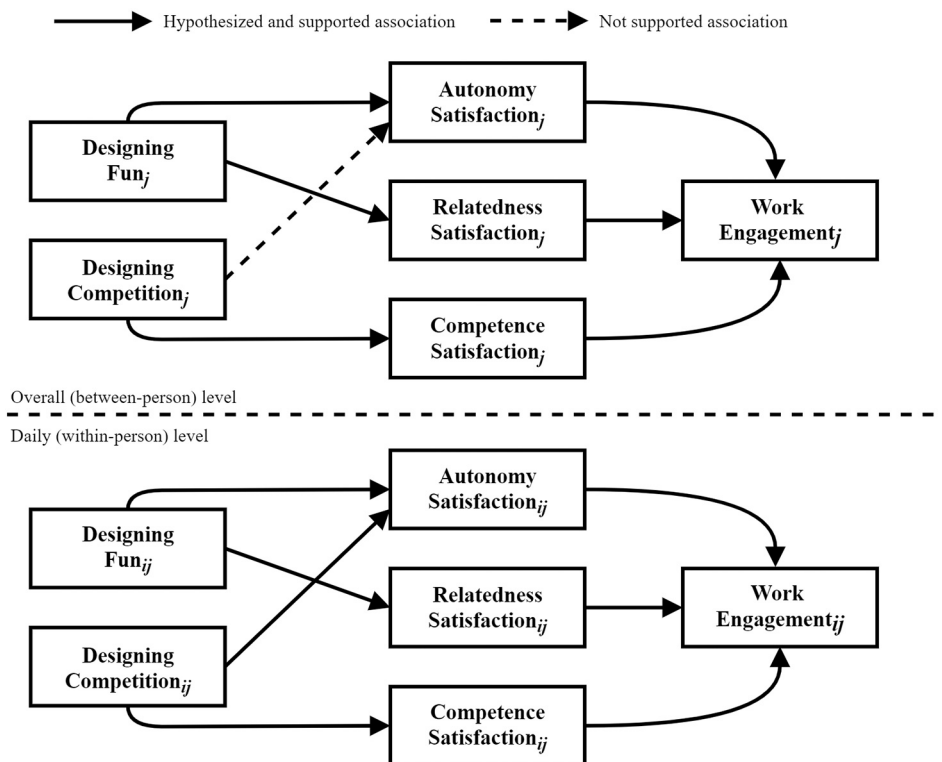 Hypothesized and supported association
Not supported association
Autonomy
Satisfactionj
Designing
Funj
Relatedness
Satisfactionj
Work
Engagementj
Designing
Competitionj
Competence
Satisfactionj
Overall (between-person) level
Daily (within-person) level
Autonomy
Satisfactionij
Designing
Funij
Relatedness
Satisfactionij
Work
Engagementij
Designing
Competitionij
Competence
Satisfactionij